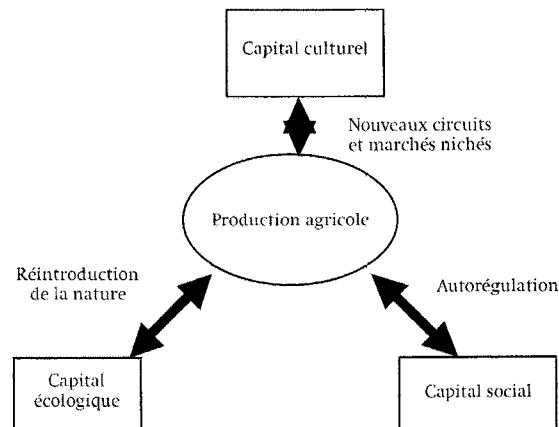 Capital culturel
Nouveaux circuits
et marchés nichés
Production agricole
Réintroduction
de la nature
Autorégulation
Capital
écologique
Capital social